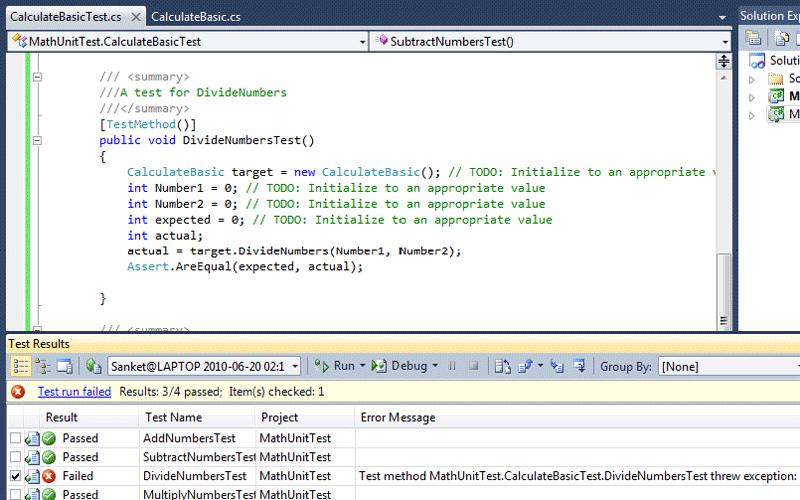 CalculateBasicTest.cs CalculateBasic.cs
Solution Exp
MathUnitTest.CalculateBasicTest SubtractNumbersTest()
Soluti
So
M
M
/// <summary>
///A test for DivideNumbers
///</summary>
[TestMethod()]
public void DivideNumbersTest()
{
CalculateBasic target = new CalculateBasic(); // TODO: Initialize to an appropriate v
int Number1 = 0; // TODO: Initialize to an appropriate value
int Number2 = 0; // TODO: Initialize to an appropriate value
int expected = 0; // TODO: Initialize to an appropriate value
int actual;
actual = target.DivideNumbers(Number1, Number2);
Assert.AreEqual(expected, actual);
}
/// <summary>
Test Results
Sanket@LAPTOP 2010-06-20 02:1 Run Debug Group By: [None]
Test run failed Results: 3/4 passed; Item(s) checked: 1
Result Test Name Project Error Message
Passed AddNumbersTest MathUnitTest
Passed SubtractNumbersTest MathUnitTest
Failed DivideNumbersTest MathUnitTest Test method MathUnitTest.CalculateBasicTest.DivideNumbersTest threw exception:
Passed MultiplyNumbersTest MathUnitTest